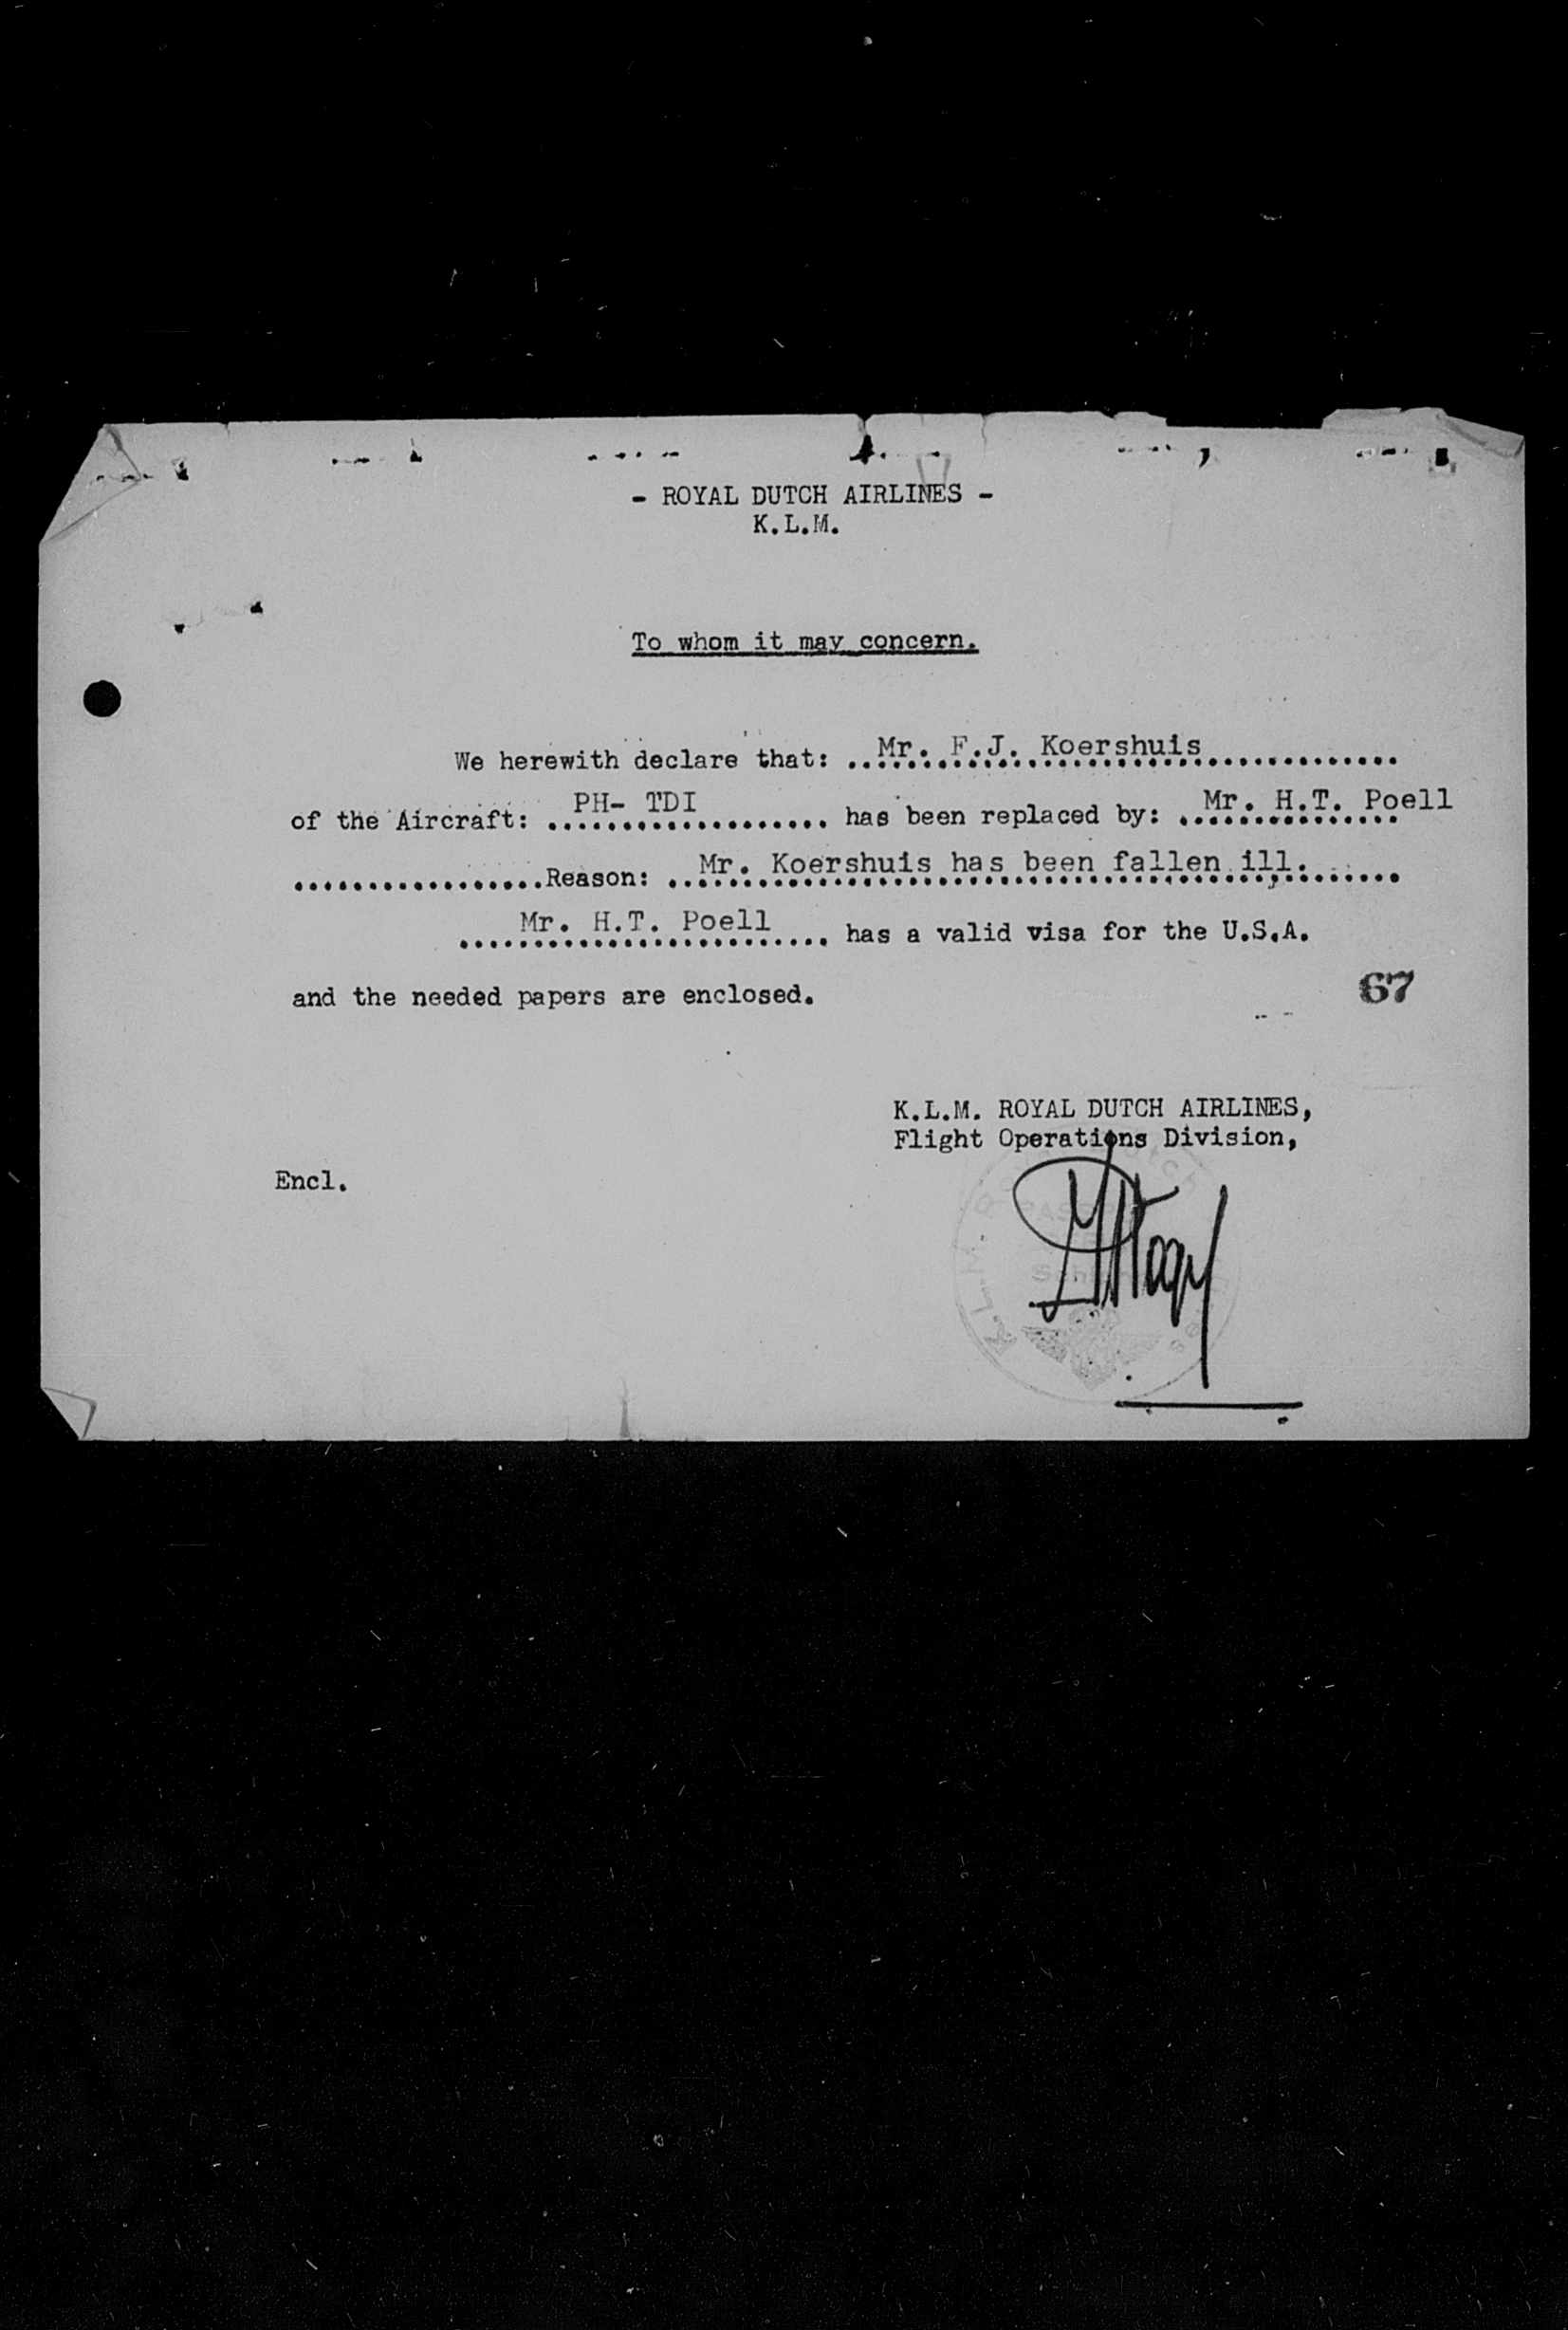 - ROYAL DUTCH AIRLINES -
K.L.M.
To whom it may concern.
We herewith declare that: ..Mr. F.J. Koershuis..............
of the Aircraft: ..PH- TDI.......... has been replaced by: ..Mr. H.T. Poell
.................Reason: ..Mr. Koershuis has been fallen ill.......
....Mr. H.T. Poell.... has a valid visa for the U.S.A.
and the needed papers are enclosed.
67
K.L.M. ROYAL DUTCH AIRLINES,
Flight Operations Division,
Encl.
K.L.M.